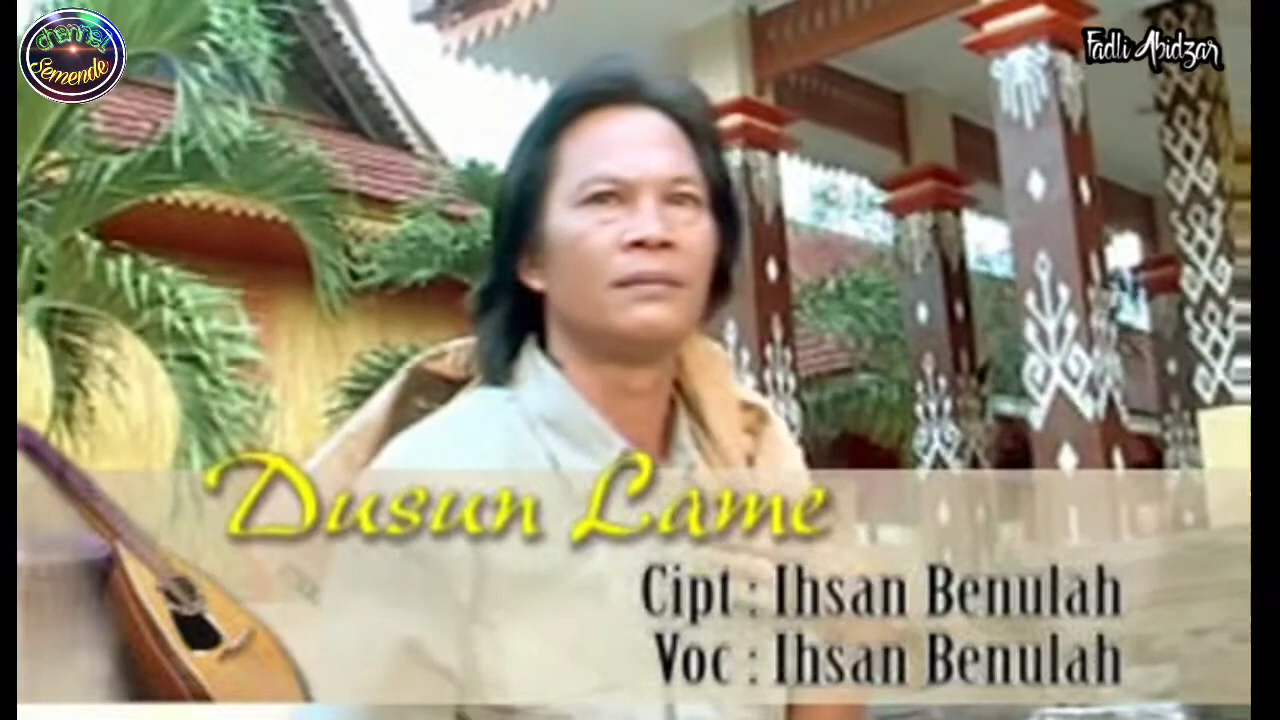 channel
Semende
Fadli Abidzar
Dusun Lame
Cipt : Ihsan Benulah
Voc : Ihsan Benulah